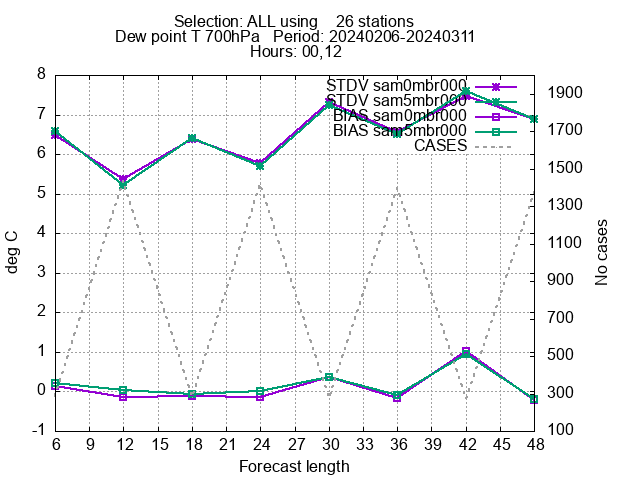 Selection: ALL using    26 stations
Dew point T 700hPa   Period: 20240206-20240311
Hours: 00,12
STDV sam0mbr000
STDV sam5mbr000
BIAS sam0mbr000
BIAS sam5mbr000
CASES
8
7
6
5
4
3
2
1
0
-1
deg C
1900
1700
1500
1300
1100
900
700
500
300
100
No cases
6 9 12 15 18 21 24 27 30 33 36 39 42 45 48
Forecast length